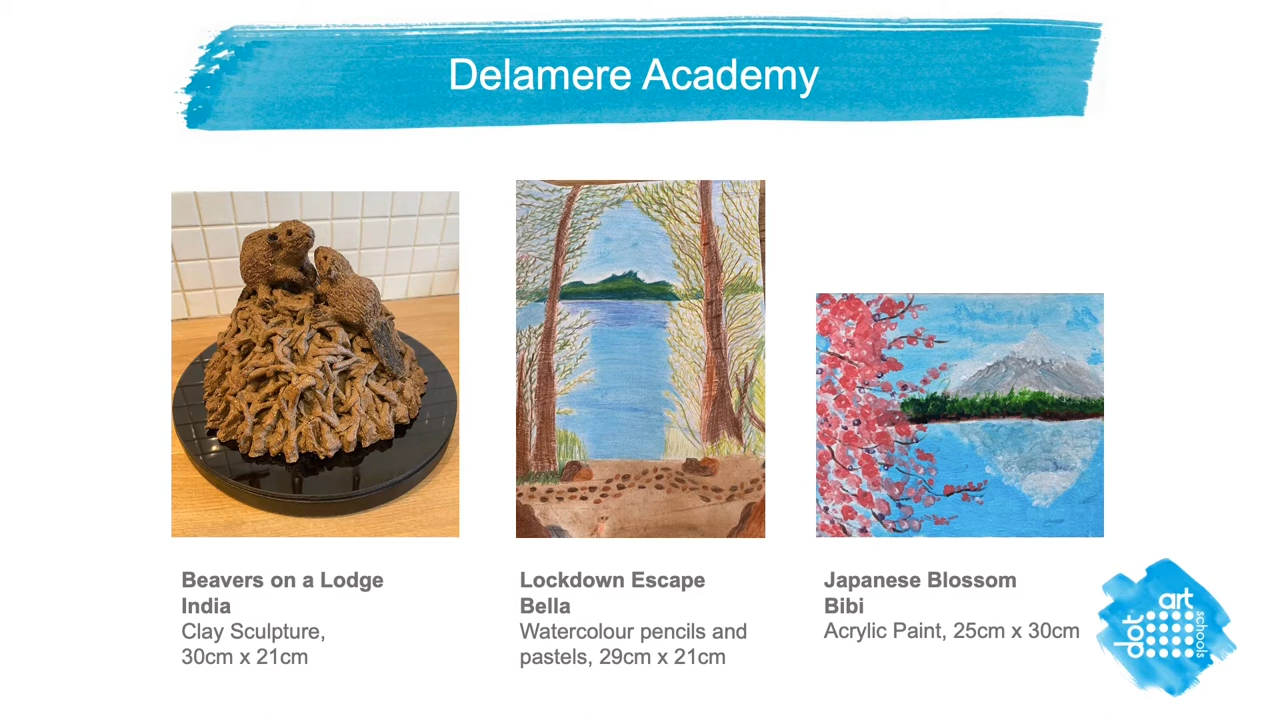 Delamere Academy
Beavers on a Lodge
India
Clay Sculpture,
30cm x 21cm
Lockdown Escape
Bella
Watercolour pencils and
pastels, 29cm x 21cm
Japanese Blossom
Bibi
Acrylic Paint, 25cm x 30cm
dot
art
schools